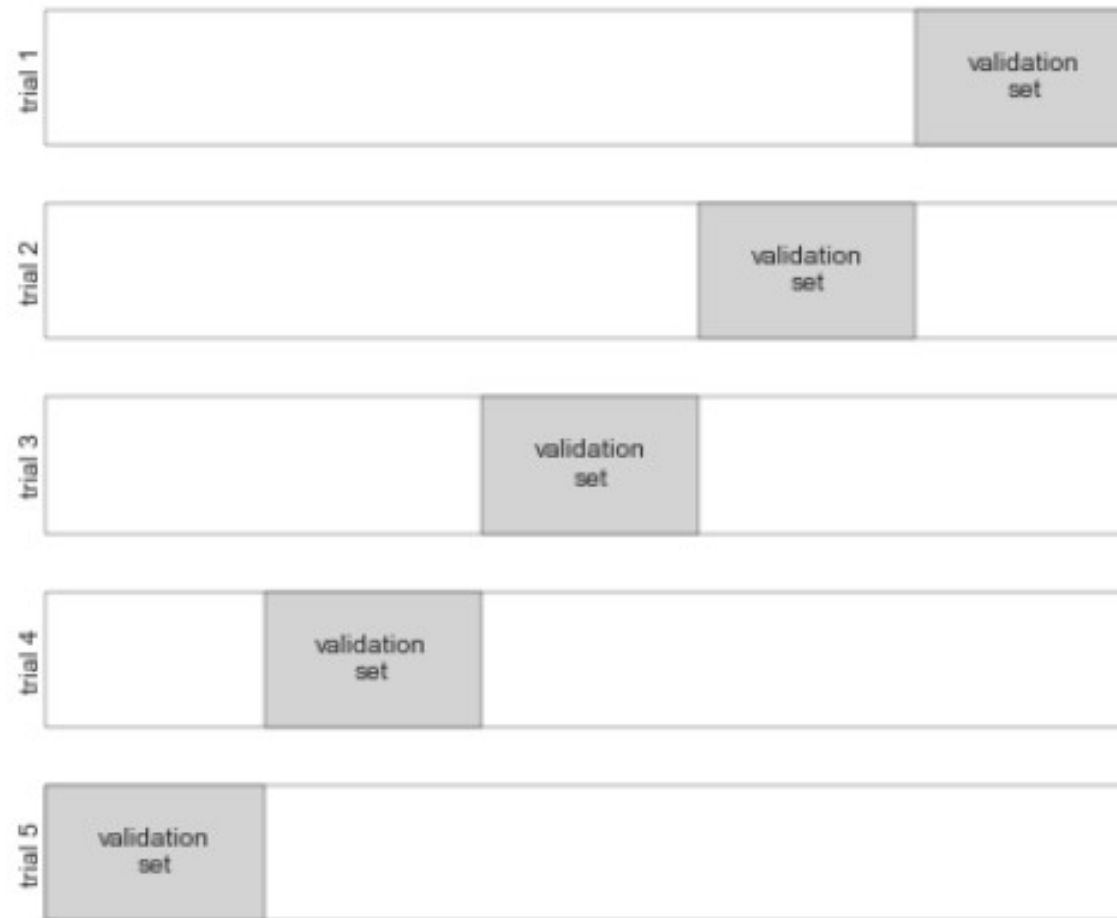 trial 1
validation
set
trial 2
validation
set
trial 3
validation
set
trial 4
validation
set
trial 5
validation
set